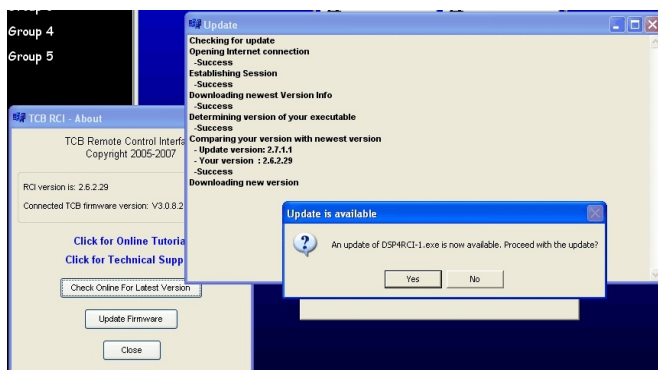 Group 4
Group 5
Update
Checking for update
Opening Internet connection
-Success
Establishing Session
-Success
Downloading newest Version Info
-Success
Determining version of your executable
-Success
Comparing your version with newest version
- Update version: 2.7.1.1
- Your version : 2.6.2.29
-Success
Downloading new version
TCB RCI - About
TCB Remote Control
Copyright 2005-2007
RCI version is: 2.6.2.29
Connected TCB firmware version: V3.0.8.2
Click for Online
Click for Technical
Check Online For Latest Version
Update Firmware
Close
Update is available
An update of DSP4RCI-1.exe is now available. Proceed with the update?
Yes
No